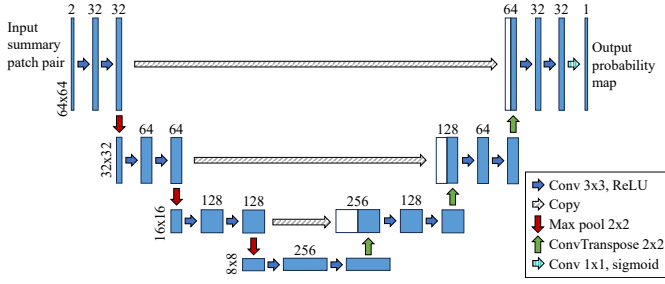 2 32 32 64 32 32 1
Input
summary
patch pair
Output
probability
map
64x64
64 64 128 64
32x32
128 128 256 128
16x16
256
8x8
Conv 3x3, ReLU
Copy
Max pool 2x2
ConvTranspose 2x2
Conv 1x1, sigmoid